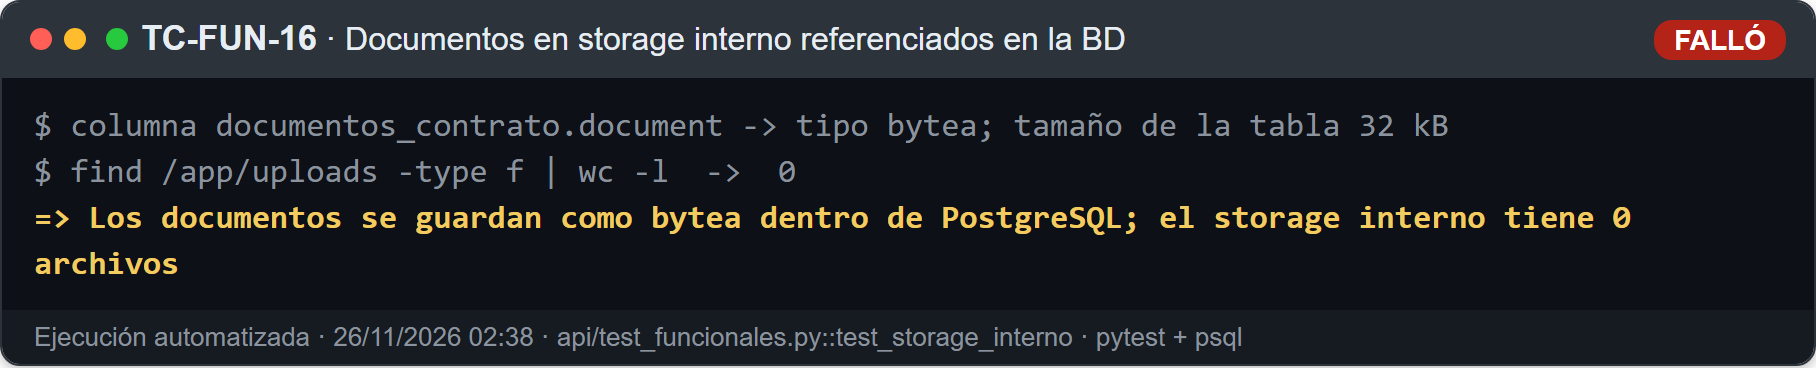 TC-FUN-16 · Documentos en storage interno referenciados en la BD
FALLÓ
$ columna documentos_contrato.document -> tipo bytea; tamaño de la tabla 32 kB
$ find /app/uploads -type f | wc -l  ->  0
=> Los documentos se guardan como bytea dentro de PostgreSQL; el storage interno tiene 0
archivos
Ejecución automatizada · 26/11/2026 02:38 · api/test_funcionales.py::test_storage_interno · pytest + psql